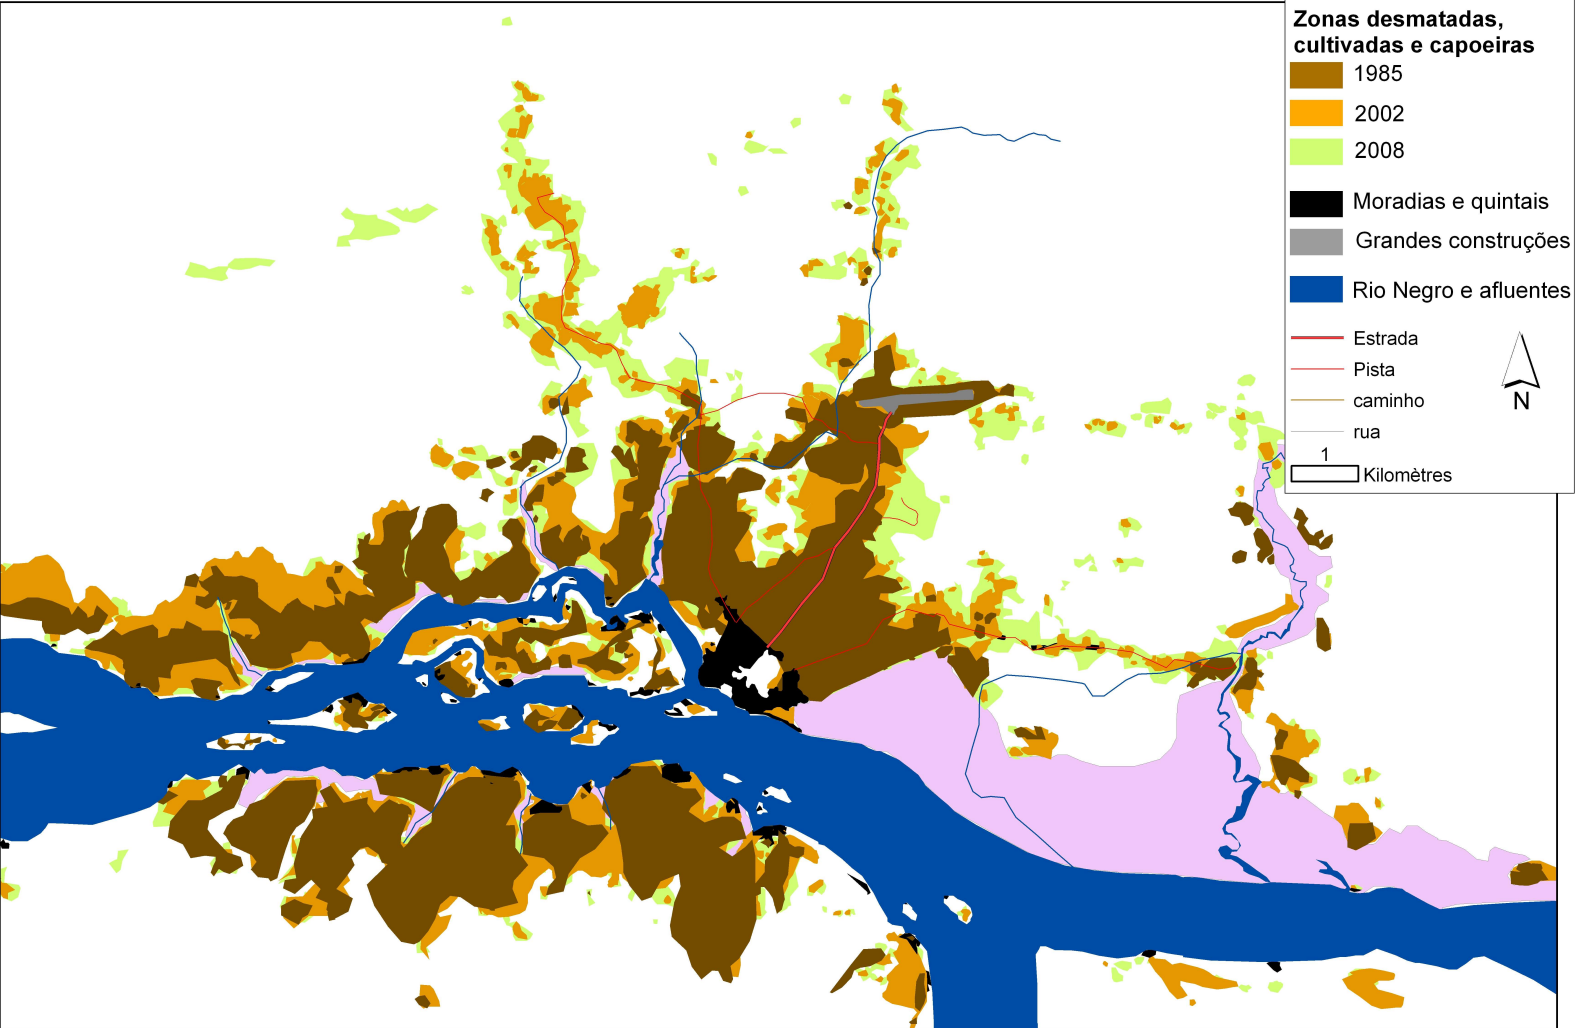 Zonas desmatadas,
cultivadas e capoeiras
1985
2002
2008
Moradias e quintais
Grandes construções
Rio Negro e afluentes
Estrada
Pista
caminho
N
rua
1
Kilomètres